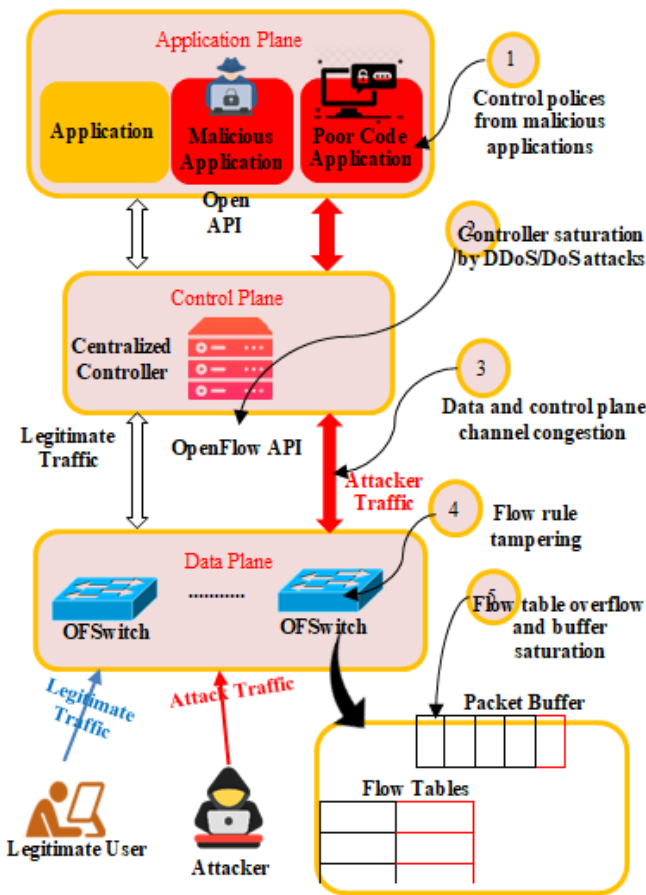 Application Plane
Application
Malicious
Application
Poor Code
Application
1
Control polices
from malicious
applications
Open
API
2
Controller saturation
by DDoS/DoS attacks
Control Plane
Centralized
Controller
3
Data and control plane
channel congestion
Legitimate
Traffic
OpenFlow API
Attacker
Traffic
4
Flow rule
tampering
Data Plane
...........
OFSwitch
OFSwitch
5
Flow table overflow
and buffer
saturation
Legitimate
Traffic
Attack Traffic
Packet Buffer
Flow Tables
Legitimate User
Attacker